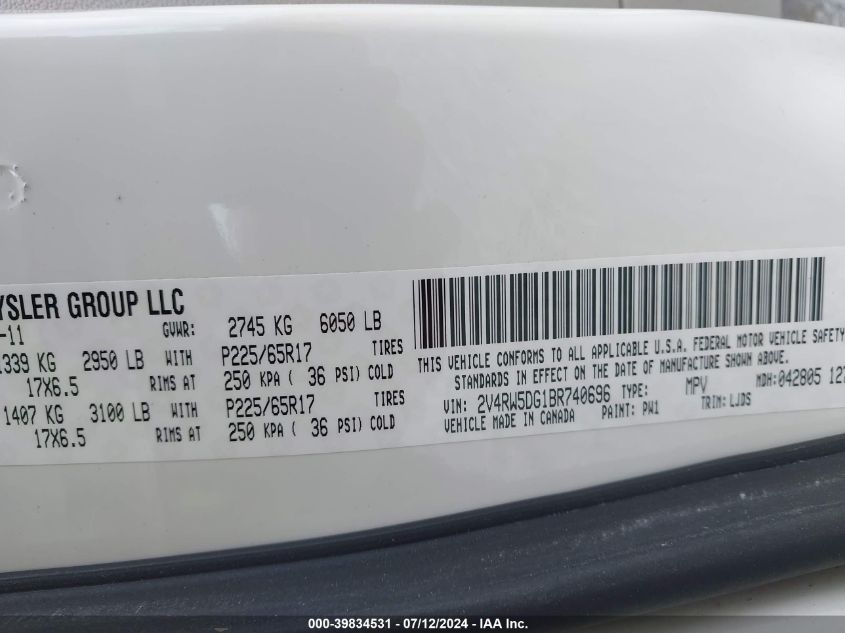 YSLER GROUP LLC
-11 GVWR: 2745 KG 6050 LB
1339 KG 2950 LB WITH P225/65R17 TIRES
17X6.5 RIMS AT 250 KPA ( 36 PSI) COLD
1407 KG 3100 LB WITH P225/65R17 TIRES
17X6.5 RIMS AT 250 KPA ( 36 PSI) COLD
THIS VEHICLE CONFORMS TO ALL APPLICABLE U.S.A. FEDERAL MOTOR VEHICLE SAFETY
STANDARDS IN EFFECT ON THE DATE OF MANUFACTURE SHOWN ABOVE.
VIN: 2V4RW5DG1BR740696 TYPE: MPV MDH:042805 127
VEHICLE MADE IN CANADA PAINT: PW1 TRIM: LJDS
000-39834531 - 07/12/2024 - IAA Inc.